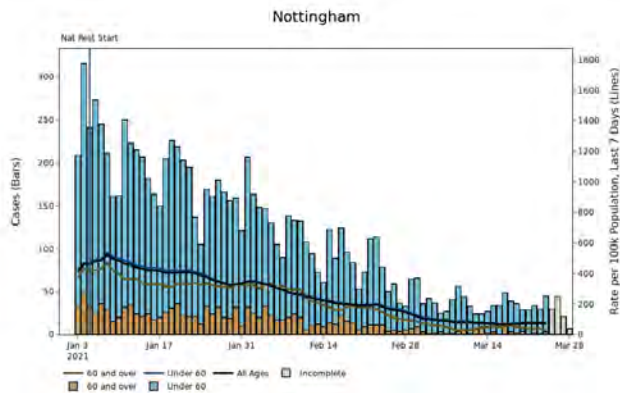 Nottingham
Nat Rest Start
Cases (Bars)
300
250
200
150
100
50
0
Rate per 100k Population, Last 7 Days (Lines)
1800
1600
1400
1200
1000
800
600
400
200
0
Jan 3
2021
Jan 17
Jan 31
Feb 14
Feb 28
Mar 14
Mar 28
60 and over Under 60 All Ages Incomplete
60 and over Under 60